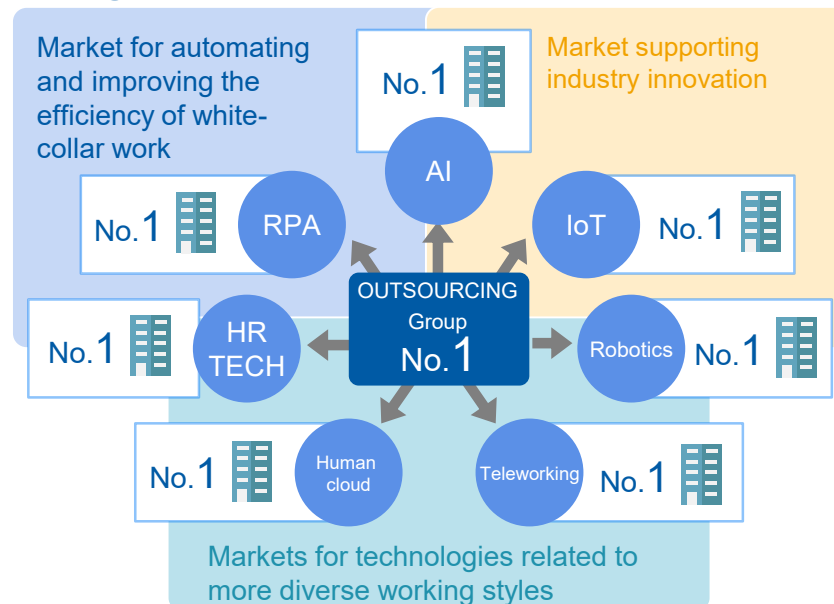 Market for automating
and improving the
efficiency of white-
collar work
Market supporting
industry innovation
No.1
AI
No.1
RPA
IoT
No.1
OUTSOURCING
Group
No.1
No.1
HR
TECH
Robotics
No.1
No.1
Human
cloud
Teleworking
No.1
Markets for technologies related to
more diverse working styles